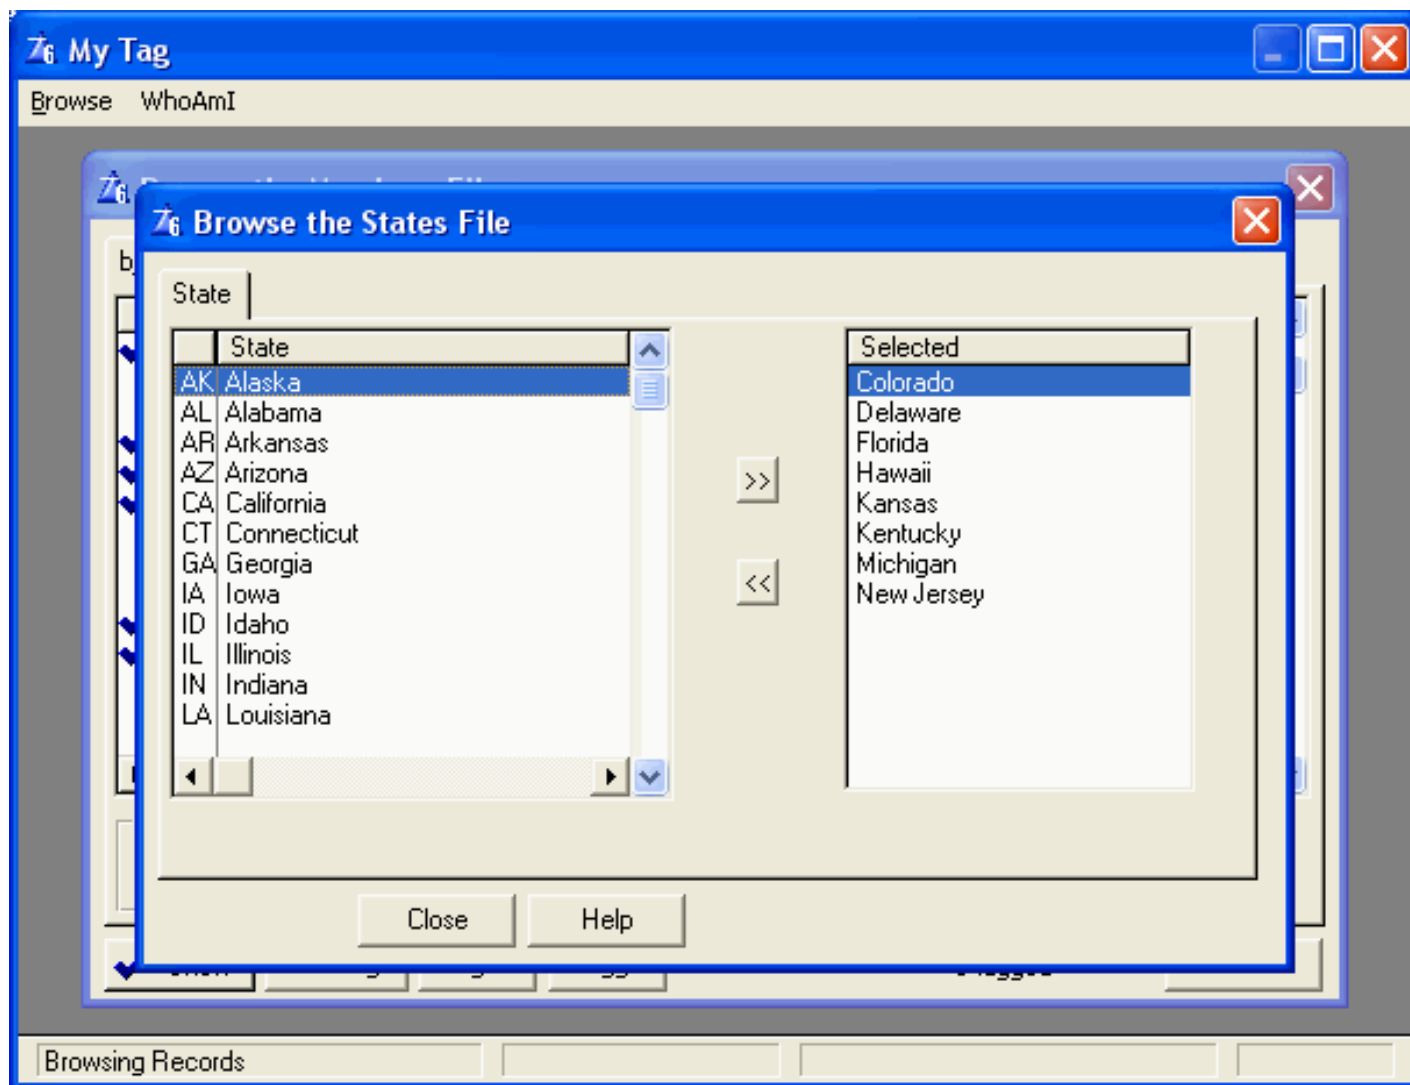 My Tag
Browse WhoAmI
Browse the States File
State
State
AK Alaska
AL Alabama
AR Arkansas
AZ Arizona
CA California
CT Connecticut
GA Georgia
IA Iowa
ID Idaho
IL Illinois
IN Indiana
LA Louisiana
>>
<<
Selected
Colorado
Delaware
Florida
Hawaii
Kansas
Kentucky
Michigan
New Jersey
Close Help
Browsing Records